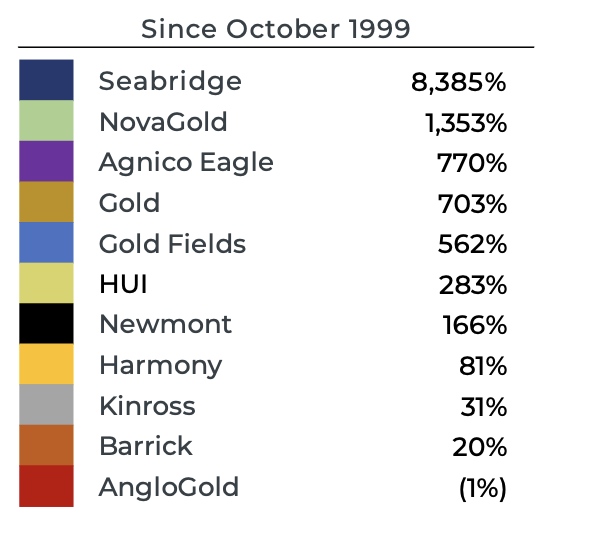 Since October 1999
Seabridge 8,385%
NovaGold 1,353%
Agnico Eagle 770%
Gold 703%
Gold Fields 562%
HUI 283%
Newmont 166%
Harmony 81%
Kinross 31%
Barrick 20%
AngloGold (1%)